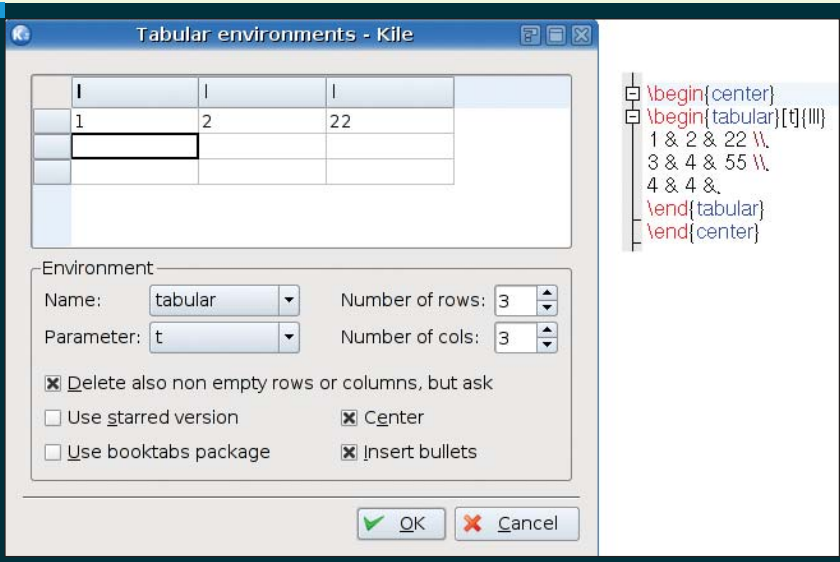 Tabular environments - Kile
l l l
1 2 22
Environment
Name: tabular Number of rows: 3
Parameter: t Number of cols: 3
Delete also non empty rows or columns, but ask
Use starred version Center
Use booktabs package Insert bullets
OK Cancel
\begin{center}
\begin{tabular}[t]{lll}
1 & 2 & 22 \\
3 & 4 & 55 \\
4 & 4 &
\end{tabular}
\end{center}